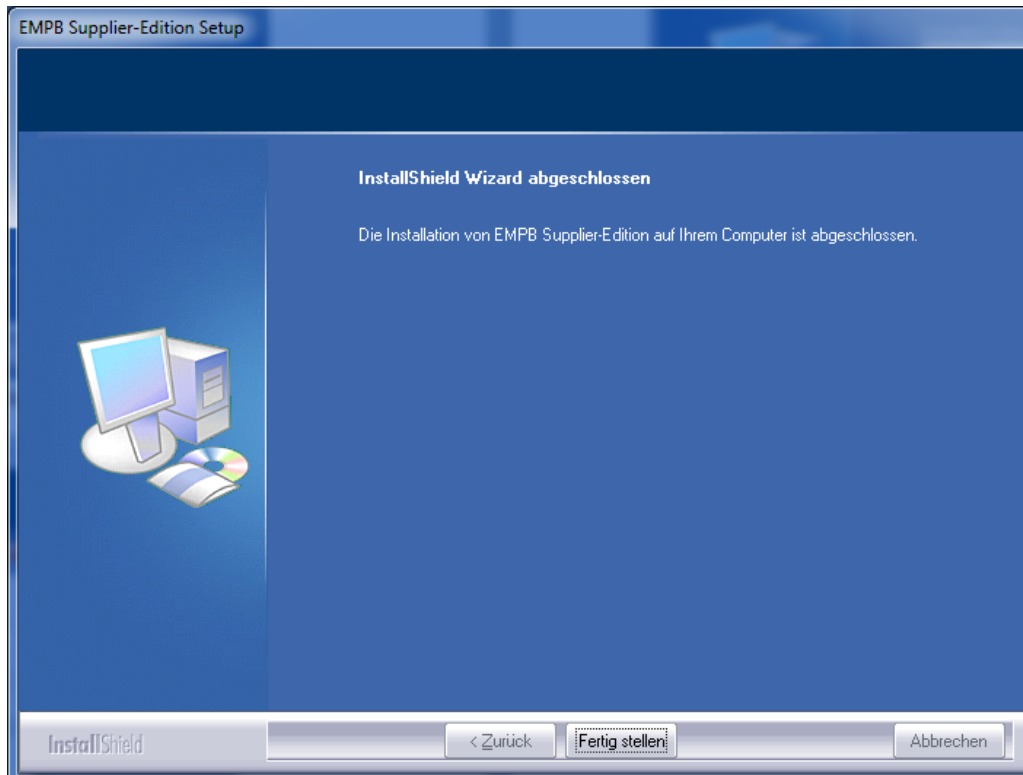 EMPB Supplier-Edition Setup
InstallShield Wizard abgeschlossen
Die Installation von EMPB Supplier-Edition auf Ihrem Computer ist abgeschlossen.
InstallShield
< Zurück
Fertig stellen
Abbrechen